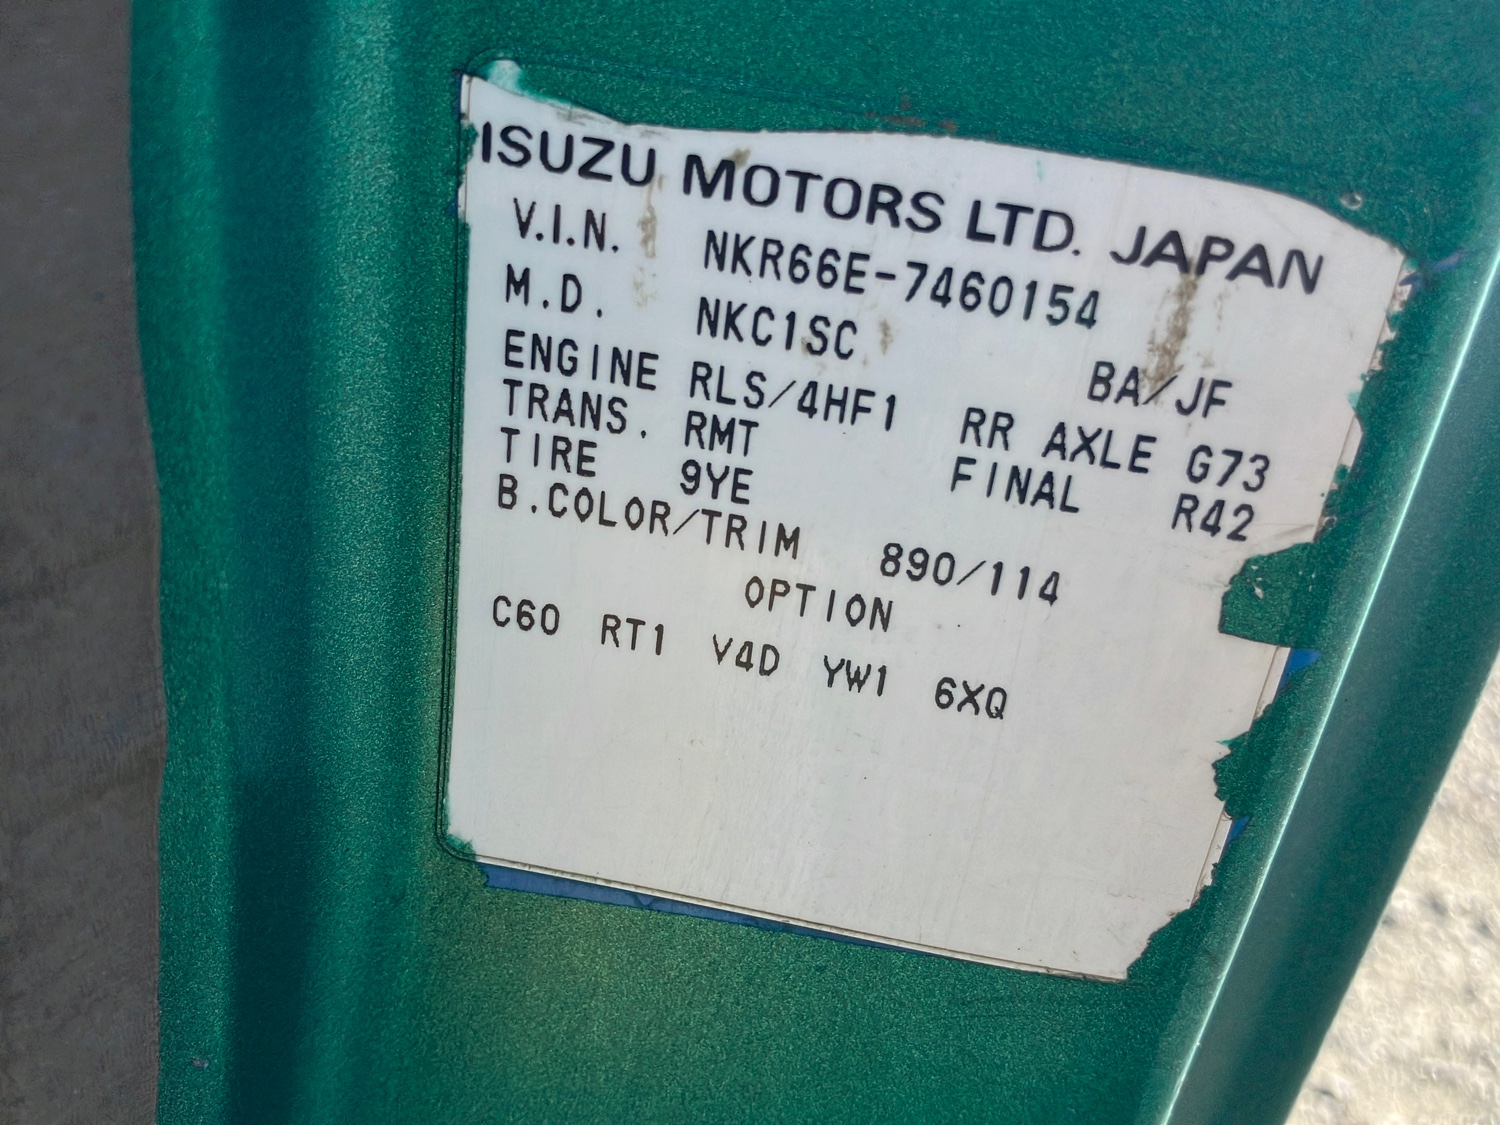 ISUZU MOTORS LTD. JAPAN
V.I.N. NKR66E-7460154
M.D. NKC1SC BA/JF
ENGINE RLS/4HF1 RR AXLE G73
TRANS. RMT FINAL R42
TIRE 9YE
B.COLOR/TRIM 890/114
OPTION
C60 RT1 V4D YW1 6XQ